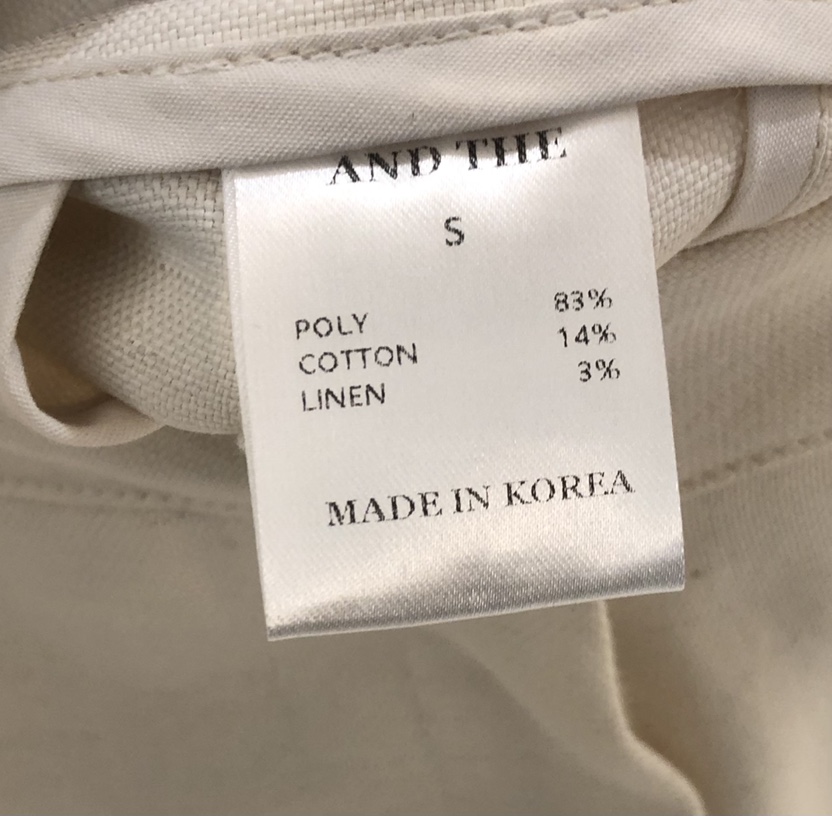 AND THE
S
POLY 83%
COTTON 14%
LINEN 3%
MADE IN KOREA